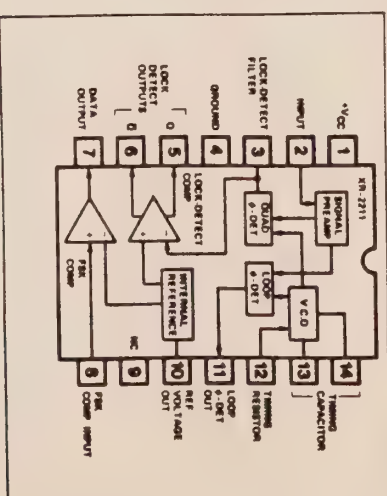 XR-2211
1
+VCC
2
INPUT
3
LOCK-DETECT
FILTER
4
GROUND
5
Q
6
Q̅
LOCK
DETECT
OUTPUTS
7
DATA
OUTPUT
14
13
TIMING
CAPACITOR
12
TIMING
RESISTOR
11
LOOP
φ-DET
OUT
10
REF
VOLTAGE
OUT
9
NC
8
FSK
COMP INPUT
SIGNAL
PREAMP
QUAD
φ-DET
LOOP
φ-DET
V.C.O
INTERNAL
REFERENCE
LOCK-DETECT
COMP
FSK
COMP